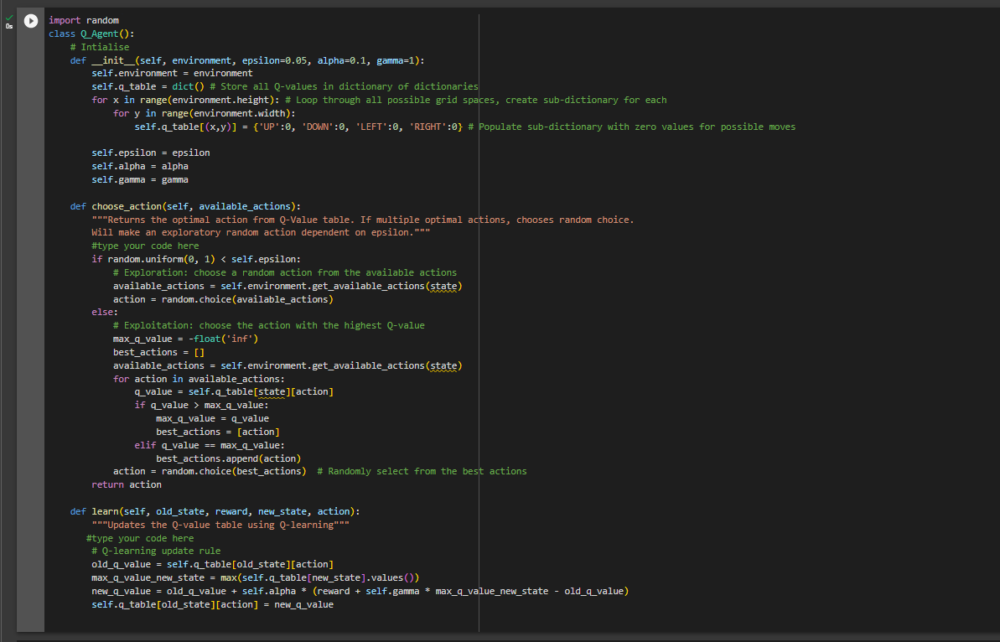 0s
import random
class Q_Agent():
    # Intialise
    def __init__(self, environment, epsilon=0.05, alpha=0.1, gamma=1):
        self.environment = environment
        self.q_table = dict() # Store all Q-values in dictionary of dictionaries
        for x in range(environment.height): # Loop through all possible grid spaces, create sub-dictionary for each
            for y in range(environment.width):
                self.q_table[(x,y)] = {'UP':0, 'DOWN':0, 'LEFT':0, 'RIGHT':0} # Populate sub-dictionary with zero values for possible moves

        self.epsilon = epsilon
        self.alpha = alpha
        self.gamma = gamma

    def choose_action(self, available_actions):
        """Returns the optimal action from Q-Value table. If multiple optimal actions, chooses random choice.
        Will make an exploratory random action dependent on epsilon."""
        #type your code here
        if random.uniform(0, 1) < self.epsilon:
            # Exploration: choose a random action from the available actions
            available_actions = self.environment.get_available_actions(state)
            action = random.choice(available_actions)
        else:
            # Exploitation: choose the action with the highest Q-value
            max_q_value = -float('inf')
            best_actions = []
            available_actions = self.environment.get_available_actions(state)
            for action in available_actions:
                q_value = self.q_table[state][action]
                if q_value > max_q_value:
                    max_q_value = q_value
                    best_actions = [action]
                elif q_value == max_q_value:
                    best_actions.append(action)
            action = random.choice(best_actions)  # Randomly select from the best actions
        return action

    def learn(self, old_state, reward, new_state, action):
        """Updates the Q-value table using Q-learning"""
       #type your code here
        # Q-learning update rule
        old_q_value = self.q_table[old_state][action]
        max_q_value_new_state = max(self.q_table[new_state].values())
        new_q_value = old_q_value + self.alpha * (reward + self.gamma * max_q_value_new_state - old_q_value)
        self.q_table[old_state][action] = new_q_value